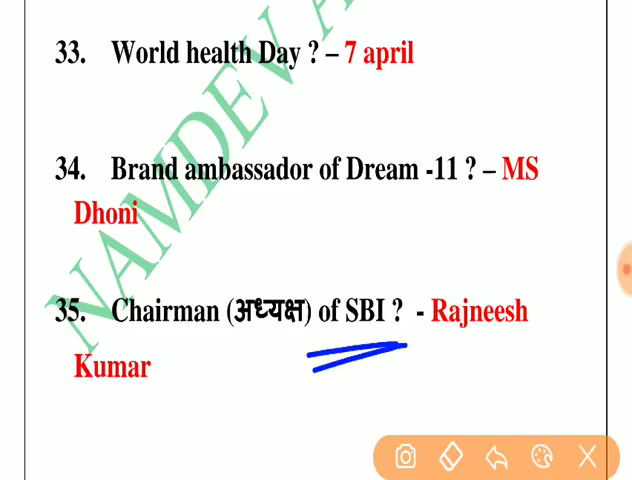 33. World health Day ? – 7 april
34. Brand ambassador of Dream -11 ? – MS
Dhoni
35. Chairman (अध्यक्ष) of SBI ? - Rajneesh
Kumar
NAMDEV